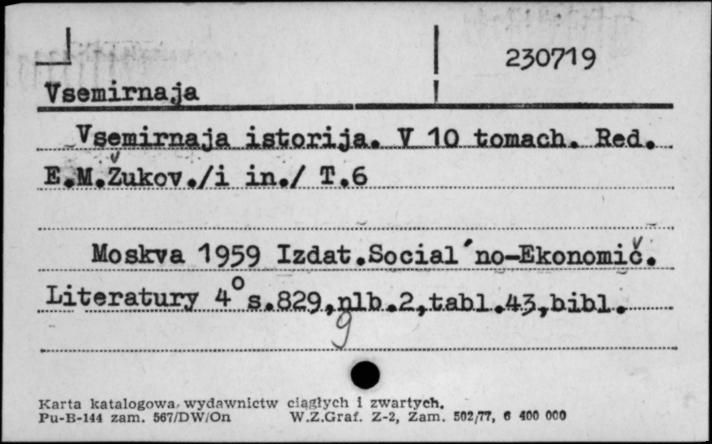 230719
Vsemirnaja
Vsemirnaja istorija. V 10 tomach. Red.
E.M.Žukov./i in./ T.6
Moskva 1959 Izdat.Social´no-Ekonomič.
Literatury 4° s.829,nlb.2,tabl.43,bibl.
9
Karta katalogowa wydawnictw ciągłych i zwartych.
Pu-B-144 zam. 567/DW/On W.Z.Graf. Z-2, Zam. 502/77, 6 400 000